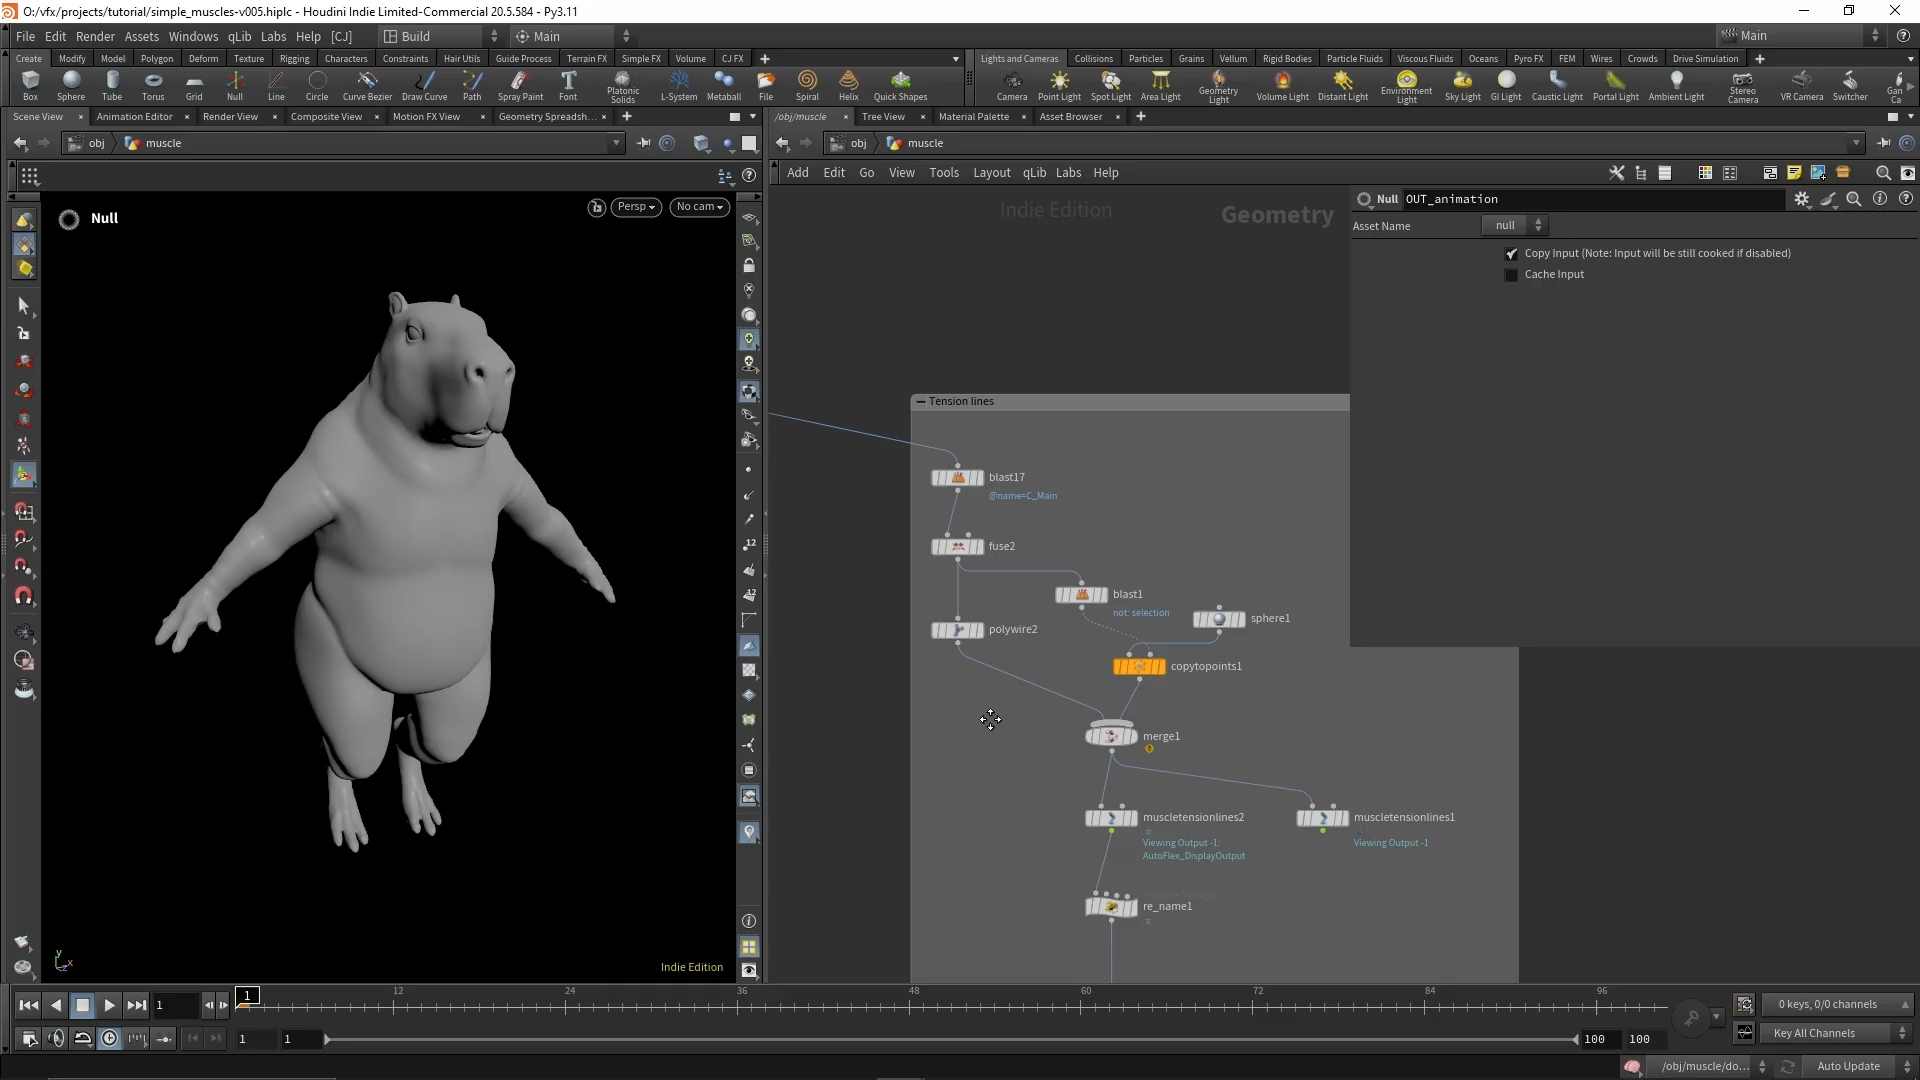 O:/vfx/projects/tutorial/simple_muscles-v005.hiplc - Houdini Indie Limited-Commercial 20.5.584 - Py3.11
File Edit Render Assets Windows qLib Labs Help [CJ] Build Main Main
Create Modify Model Polygon Deform Texture Rigging Characters Constraints Hair Utils Guide Process Terrain FX Simple FX Volume CJ FX
Lights and Cameras Collisions Particles Grains Vellum Rigid Bodies Particle Fluids Viscous Fluids Oceans Pyro FX FEM Wires Crowds Drive Simulation
Box Sphere Tube Torus Grid Null Line Circle Curve Bezier Draw Curve Path Spray Paint Font Platonic Solids L-System Metaball File Spiral Helix Quick Shapes
Camera Point Light Spot Light Area Light Geometry Light Volume Light Distant Light Environment Light Sky Light GI Light Caustic Light Portal Light Ambient Light Stereo Camera VR Camera Switcher Gan Ca
Scene View Animation Editor Render View Composite View Motion FX View Geometry Spreadsh...
/obj/muscle Tree View Material Palette Asset Browser
obj muscle
obj muscle
Add Edit Go View Tools Layout qLib Labs Help
Null
Persp No cam
Indie Edition
Geometry
Null OUT_animation
Asset Name null
Copy Input (Note: Input will be still cooked if disabled)
Cache Input
Tension lines
blast17
@name=C_Main
fuse2
blast1
not: selection
sphere1
polywire2
copytopoints1
merge1
muscletensionlines2
Viewing Output -1:
AutoFlex_DisplayOutput
muscletensionlines1
Viewing Output -1
re_name1
12
12
y
x
z
Indie Edition
1 1 12 24 36 48 60 72 84 96
0 keys, 0/0 channels
1 1 100 100
Key All Channels
/obj/muscle/do...
Auto Update